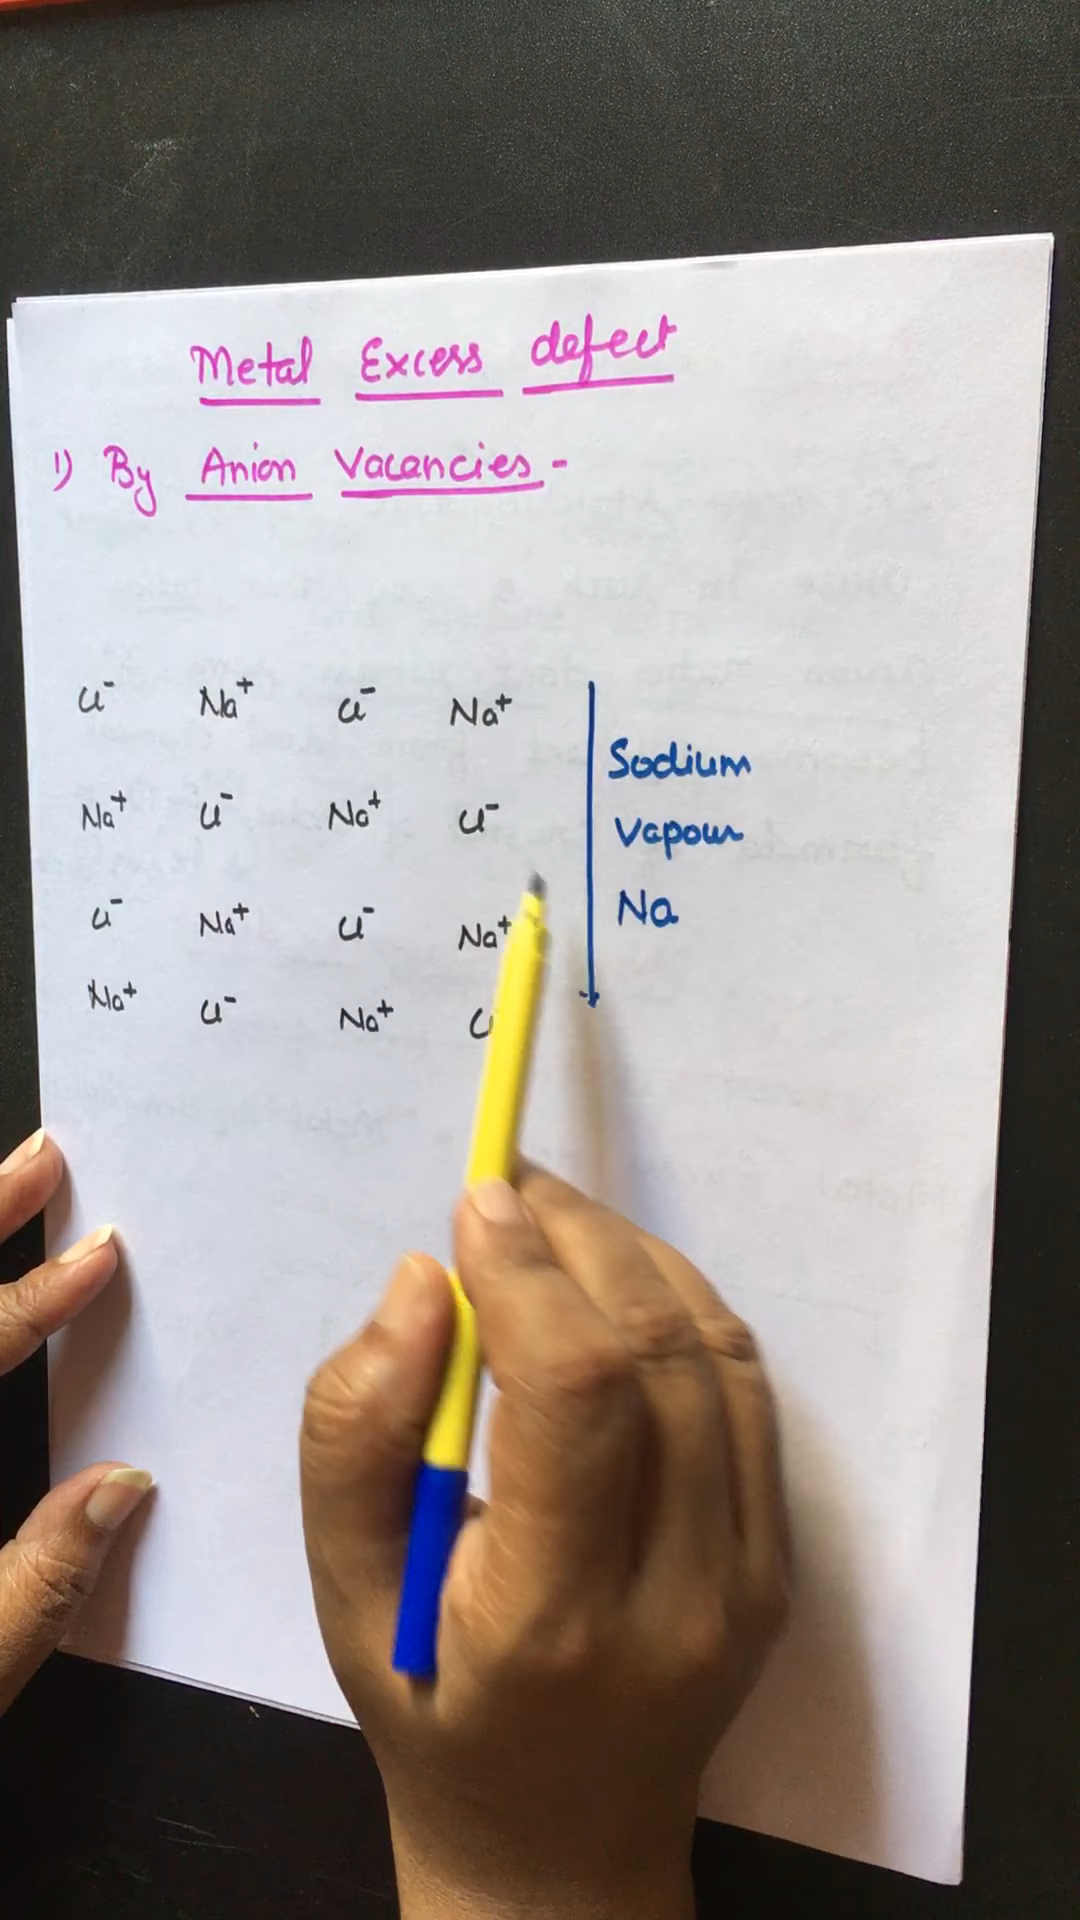 Metal Excess defect
1) By Anion Vacancies -
Cl⁻ Na⁺ Cl⁻ Na⁺
Na⁺ Cl⁻ Na⁺ Cl⁻
Cl⁻ Na⁺ Cl⁻ Na⁺
Na⁺ Cl⁻ Na⁺
Sodium
Vapour
Na